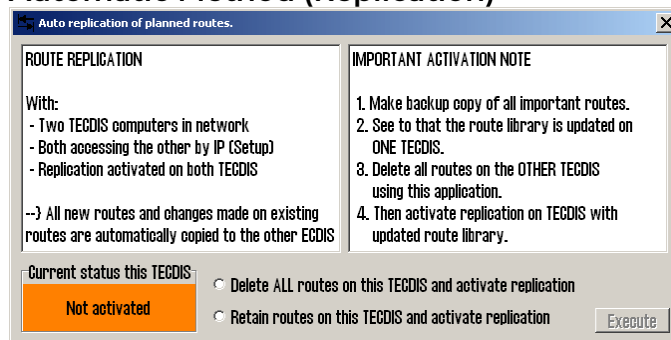 Automatic Method (Replication)
Auto replication of planned routes.
ROUTE REPLICATION
With:
- Two TECDIS computers in network
- Both accessing the other by IP (Setup)
- Replication activated on both TECDIS
--} All new routes and changes made on existing
routes are automatically copied to the other ECDIS
IMPORTANT ACTIVATION NOTE
1. Make backup copy of all important routes.
2. See to that the route library is updated on
ONE TECDIS.
3. Delete all routes on the OTHER TECDIS
using this application.
4. Then activate replication on TECDIS with
updated route library.
Current status this TECDIS
Not activated
Delete ALL routes on this TECDIS and activate replication
Retain routes on this TECDIS and activate replication
Execute